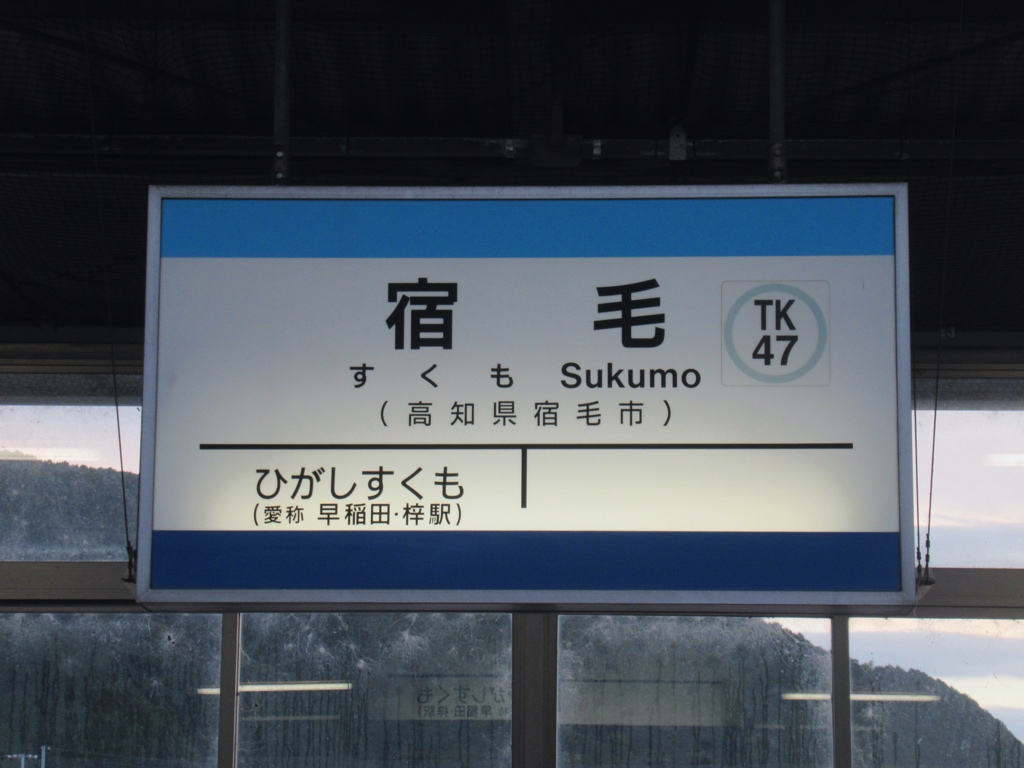 宿毛
TK
47
すくも Sukumo
(高知県宿毛市)
ひがしすくも
(愛称 早稲田·梓駅)